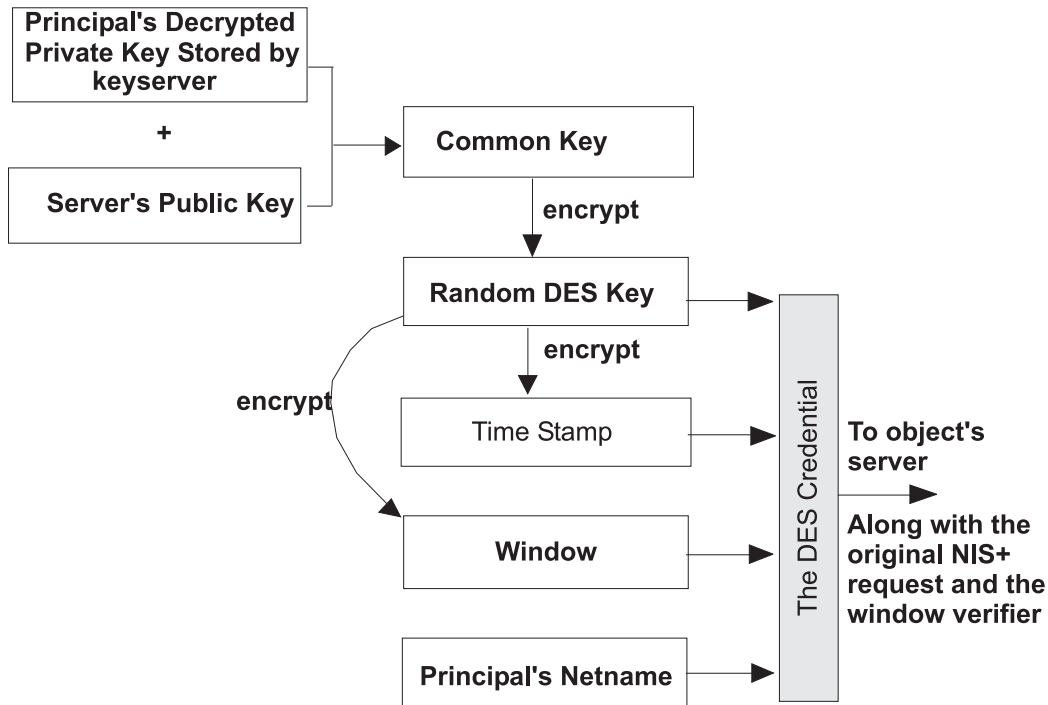 Principal's Decrypted
Private Key Stored by
keyserver
+
Server's Public Key
Common Key
encrypt
Random DES Key
encrypt
encrypt
Time Stamp
Window
Principal's Netname
The DES Credential
To object's
server
Along with the
original NIS+
request and the
window verifier